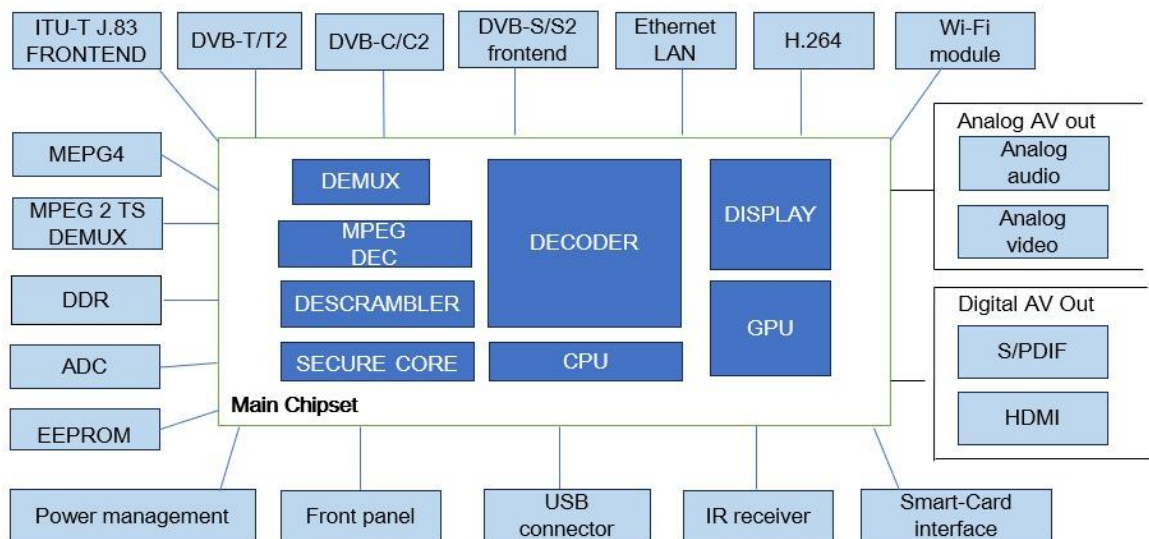 ITU-T J.83
FRONTEND
DVB-T/T2
DVB-C/C2
DVB-S/S2
frontend
Ethernet
LAN
H.264
Wi-Fi
module
MEPG4
MPEG 2 TS
DEMUX
DDR
ADC
EEPROM
DEMUX
MPEG
DEC
DESCRAMBLER
SECURE CORE
DECODER
CPU
DISPLAY
GPU
Main Chipset
Analog AV out
Analog
audio
Analog
video
Digital AV Out
S/PDIF
HDMI
Power management
Front panel
USB
connector
IR receiver
Smart-Card
interface